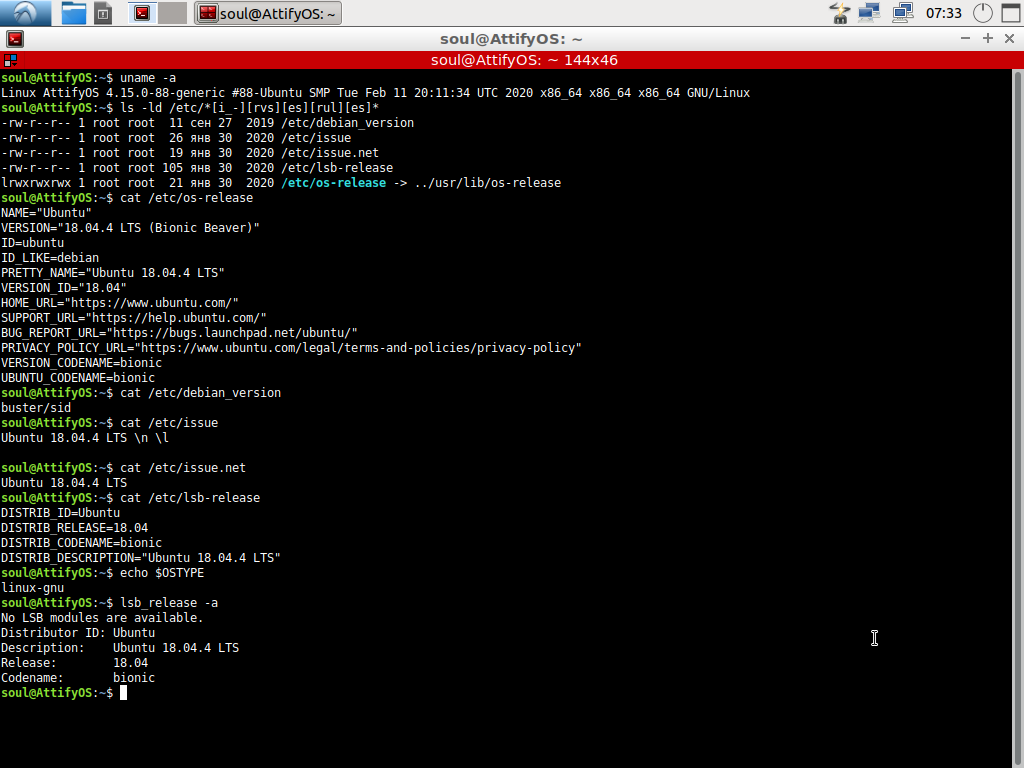 soul@AttifyOS: ~
07:33
soul@AttifyOS: ~
soul@AttifyOS: ~ 144x46
soul@AttifyOS:~$ uname -a
Linux AttifyOS 4.15.0-88-generic #88-Ubuntu SMP Tue Feb 11 20:11:34 UTC 2020 x86_64 x86_64 x86_64 GNU/Linux
soul@AttifyOS:~$ ls -ld /etc/*[i_-][rvs][es][rul][es]*
-rw-r--r-- 1 root root  11 сен 27  2019 /etc/debian_version
-rw-r--r-- 1 root root  26 янв 30  2020 /etc/issue
-rw-r--r-- 1 root root  19 янв 30  2020 /etc/issue.net
-rw-r--r-- 1 root root 105 янв 30  2020 /etc/lsb-release
lrwxrwxrwx 1 root root  21 янв 30  2020 /etc/os-release -> ../usr/lib/os-release
soul@AttifyOS:~$ cat /etc/os-release
NAME="Ubuntu"
VERSION="18.04.4 LTS (Bionic Beaver)"
ID=ubuntu
ID_LIKE=debian
PRETTY_NAME="Ubuntu 18.04.4 LTS"
VERSION_ID="18.04"
HOME_URL="https://www.ubuntu.com/"
SUPPORT_URL="https://help.ubuntu.com/"
BUG_REPORT_URL="https://bugs.launchpad.net/ubuntu/"
PRIVACY_POLICY_URL="https://www.ubuntu.com/legal/terms-and-policies/privacy-policy"
VERSION_CODENAME=bionic
UBUNTU_CODENAME=bionic
soul@AttifyOS:~$ cat /etc/debian_version
buster/sid
soul@AttifyOS:~$ cat /etc/issue
Ubuntu 18.04.4 LTS \n \l
soul@AttifyOS:~$ cat /etc/issue.net
Ubuntu 18.04.4 LTS
soul@AttifyOS:~$ cat /etc/lsb-release
DISTRIB_ID=Ubuntu
DISTRIB_RELEASE=18.04
DISTRIB_CODENAME=bionic
DISTRIB_DESCRIPTION="Ubuntu 18.04.4 LTS"
soul@AttifyOS:~$ echo $OSTYPE
linux-gnu
soul@AttifyOS:~$ lsb_release -a
No LSB modules are available.
Distributor ID: Ubuntu
Description:    Ubuntu 18.04.4 LTS
Release:        18.04
Codename:       bionic
soul@AttifyOS:~$